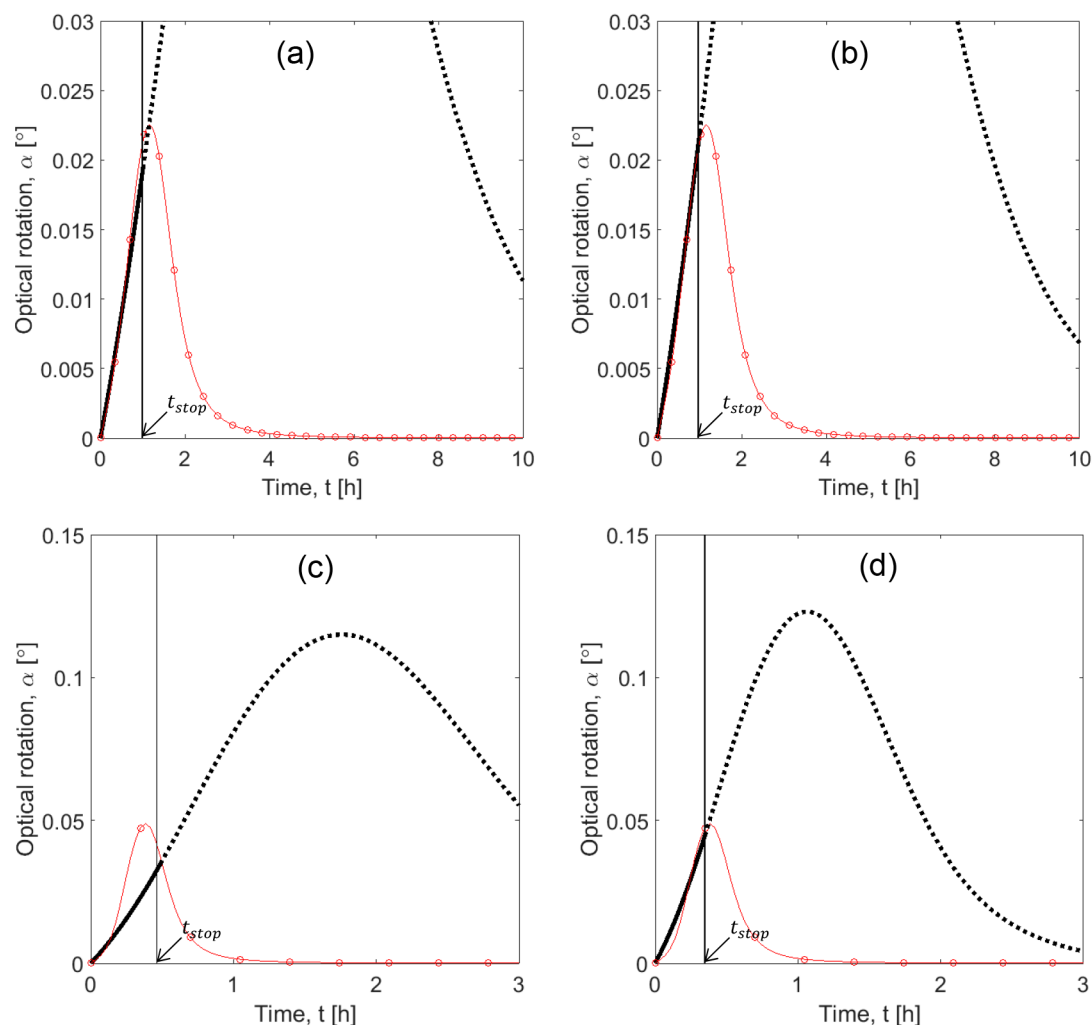 (a)
Optical rotation, α [°]
0.03
0.025
0.02
0.015
0.01
0.005
0
t_stop
0 2 4 6 8 10
Time, t [h]
(b)
Optical rotation, α [°]
0.03
0.025
0.02
0.015
0.01
0.005
0
t_stop
0 2 4 6 8 10
Time, t [h]
(c)
Optical rotation, α [°]
0.15
0.1
0.05
0
t_stop
0 1 2 3
Time, t [h]
(d)
Optical rotation, α [°]
0.15
0.1
0.05
0
t_stop
0 1 2 3
Time, t [h]